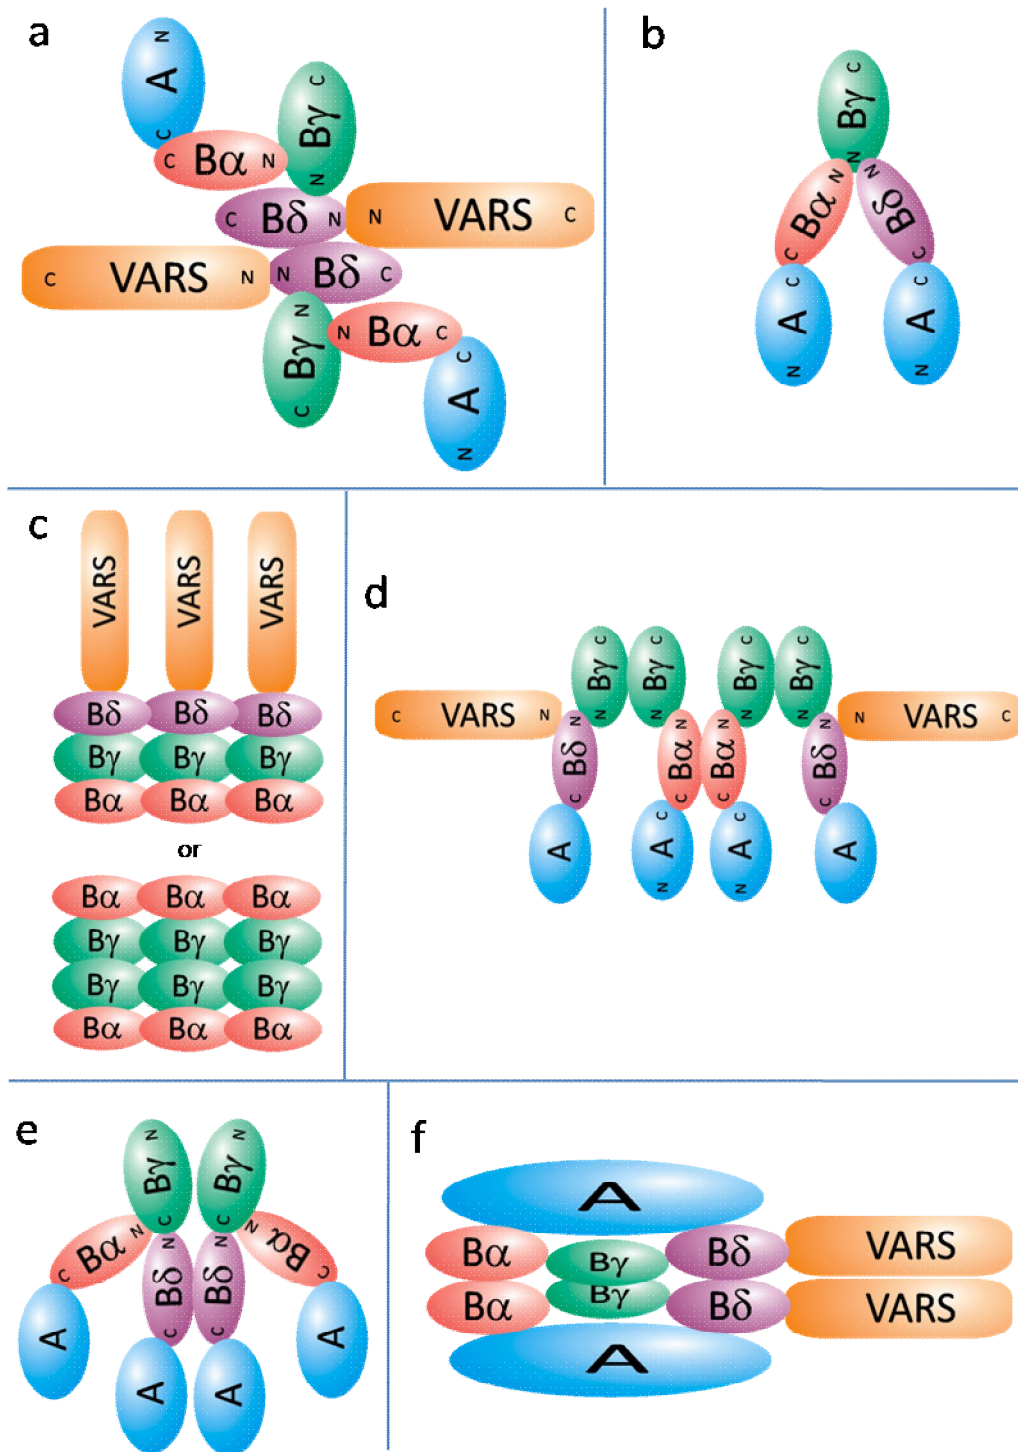 a
A N C
C Bα N
Bγ C N
C Bδ N
N VARS C
C VARS N
N Bδ C
Bγ N C
N Bα C
C A N
b
Bγ C N
Bα N C
Bδ N C
C A N
C A N
c
VARS VARS VARS
Bδ Bδ Bδ
Bγ Bγ Bγ
Bα Bα Bα
or
Bα Bα Bα
Bγ Bγ Bγ
Bγ Bγ Bγ
Bα Bα Bα
d
Bγ C N Bγ C N Bγ C N Bγ C N
C VARS N N VARS C
Bδ N C Bα N C Bα N C Bδ N C
A C A N C A N A
e
Bγ N C Bγ N C
C Bα N N Bα C
Bδ N C Bδ N C
A A A A
f
A
Bα Bγ Bδ VARS
Bα Bγ Bδ VARS
A